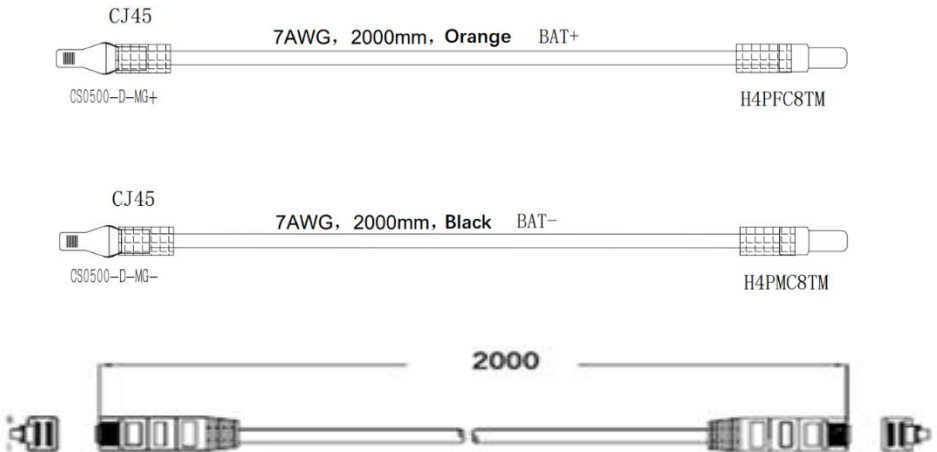 CJ45
7AWG, 2000mm, Orange BAT+
CS0500-D-MG+
H4PFC8TM
CJ45
7AWG, 2000mm, Black BAT-
CS0500-D-MG-
H4PMC8TM
2000